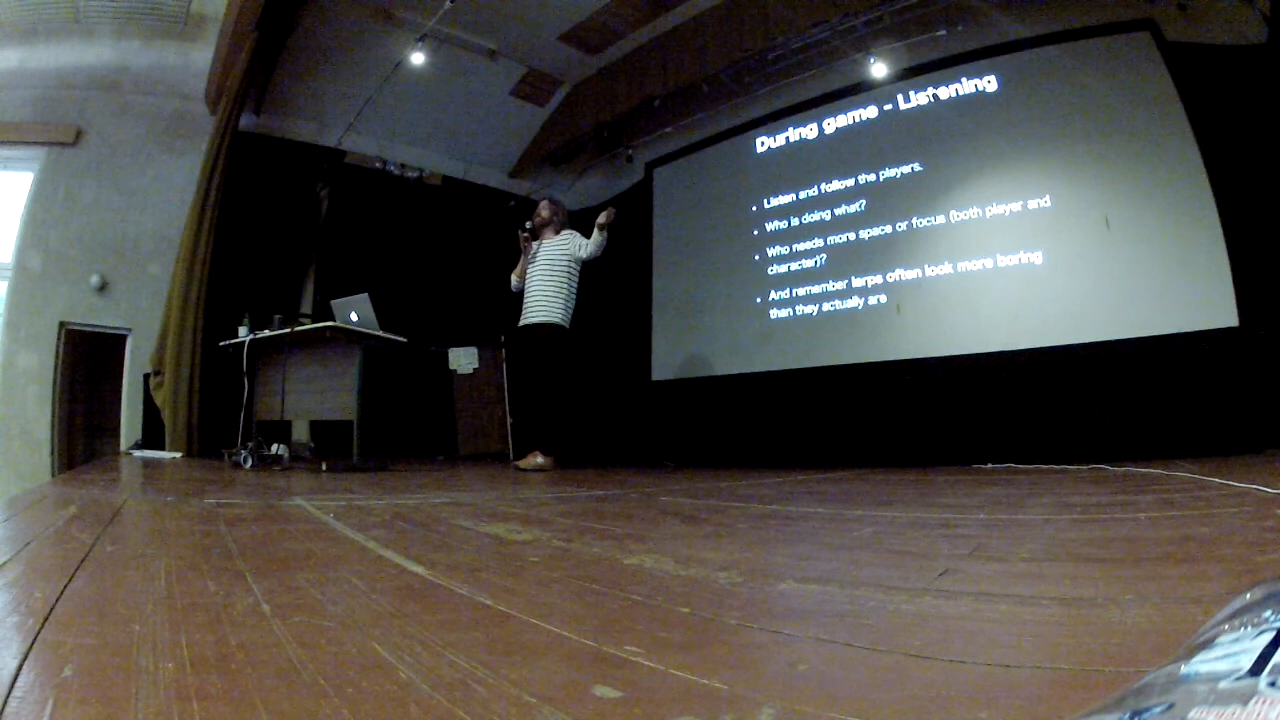 During game - Listening
• Listen and follow the players.
• Who is doing what?
• Who needs more space or focus (both player and
character)?
• And remember larps often look more boring
than they actually are